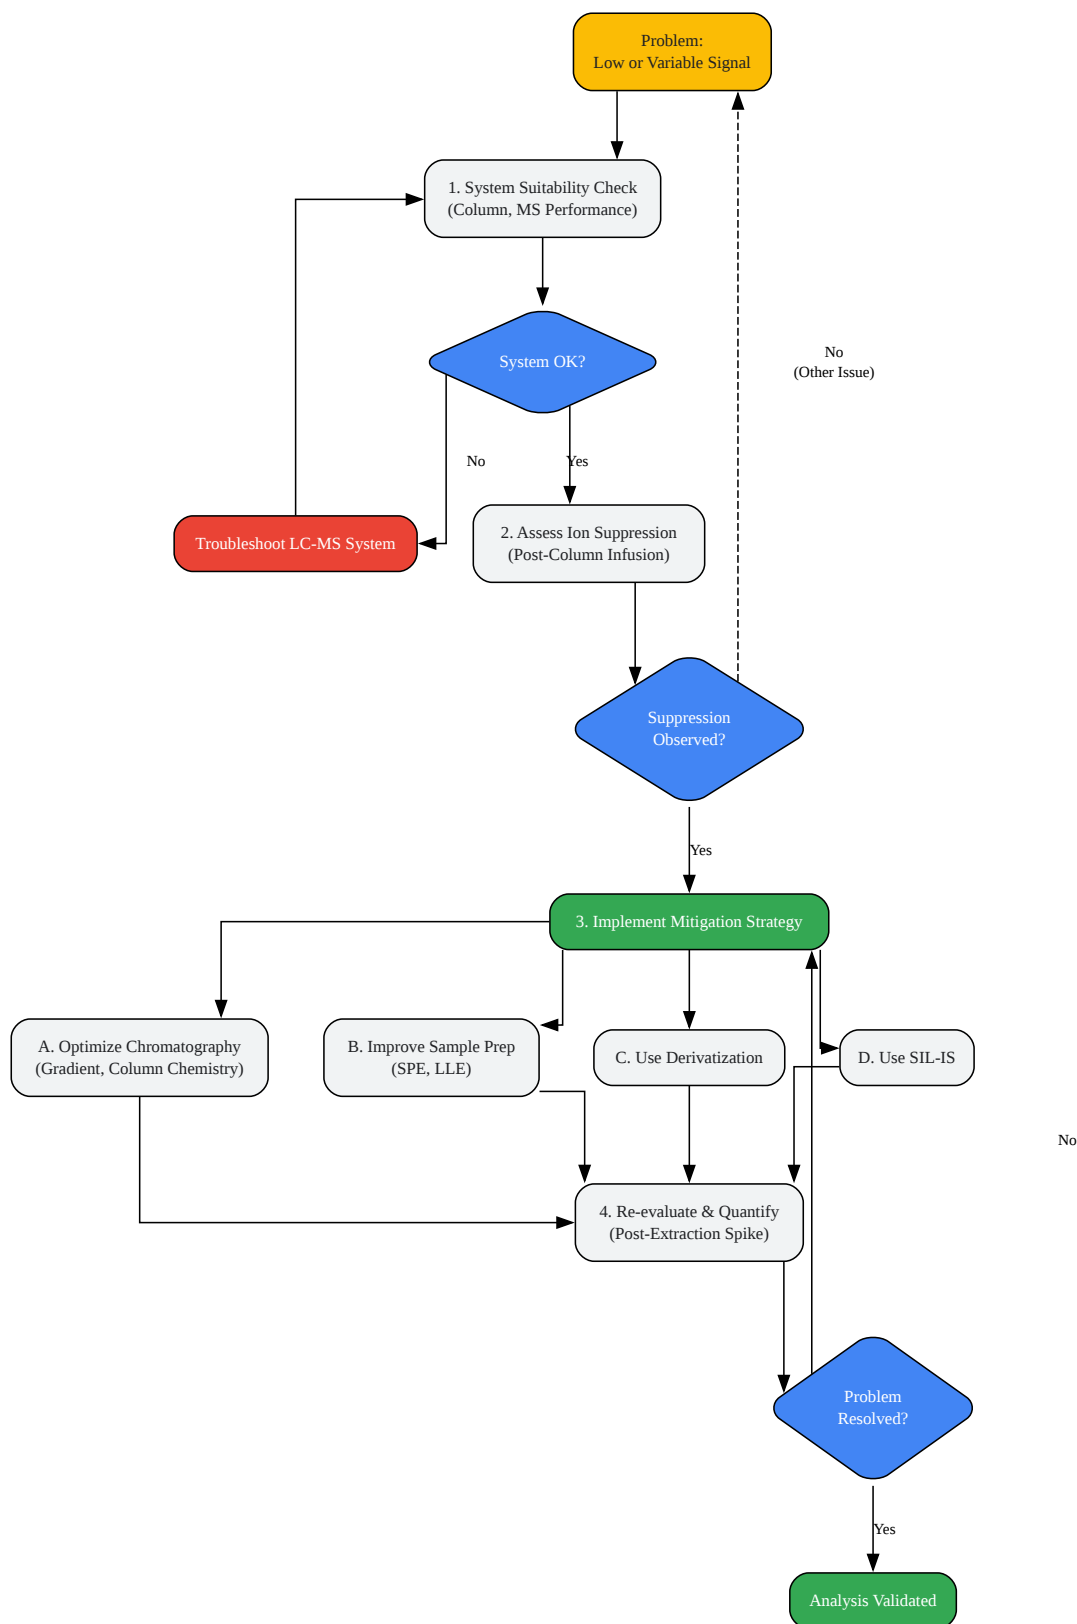 Problem:
Low or Variable Signal
1. System Suitability Check
(Column, MS Performance)
System OK?
No
(Other Issue)
No
Yes
Troubleshoot LC-MS System
2. Assess Ion Suppression
(Post-Column Infusion)
Suppression
Observed?
Yes
3. Implement Mitigation Strategy
A. Optimize Chromatography
(Gradient, Column Chemistry)
B. Improve Sample Prep
(SPE, LLE)
C. Use Derivatization
D. Use SIL-IS
No
4. Re-evaluate & Quantify
(Post-Extraction Spike)
Problem
Resolved?
Yes
Analysis Validated